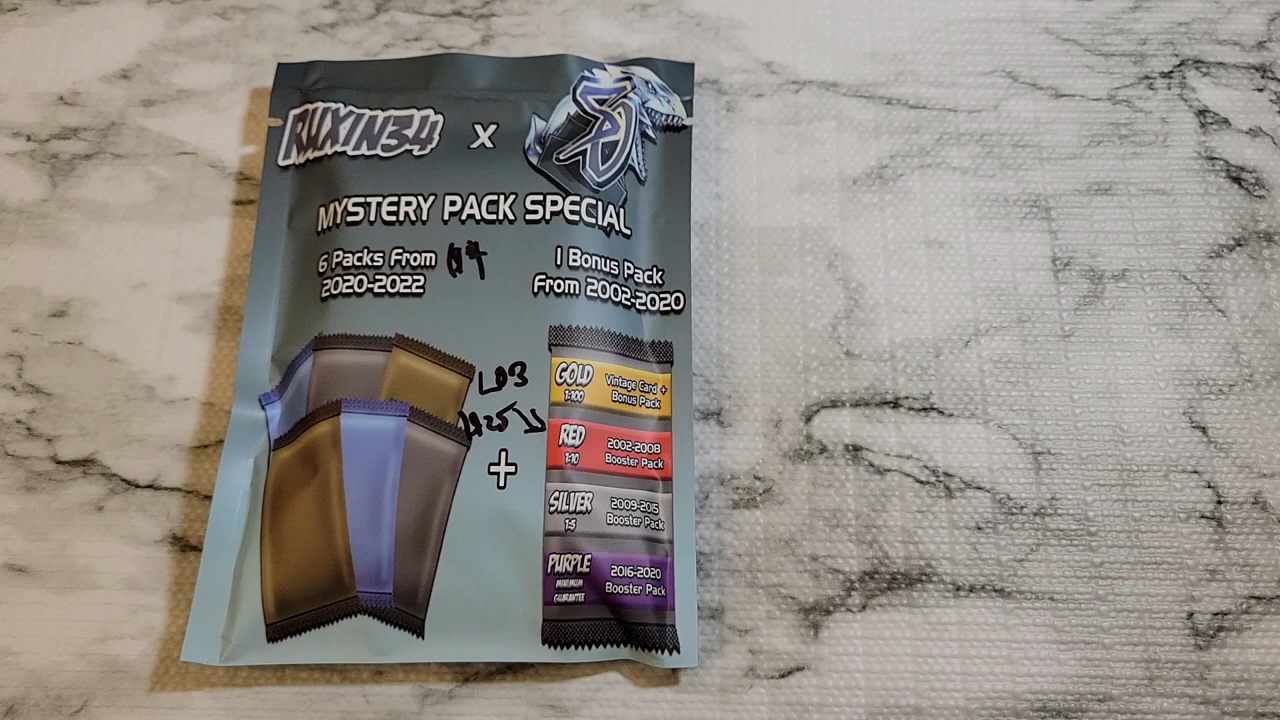 RUXIN34 X
MYSTERY PACK SPECIAL
6 Packs From
2020-2022
1 Bonus Pack
From 2002-2020
LD3
+
GOLD
1:100
Vintage Card +
Bonus Pack
RED
1:10
2002-2008
Booster Pack
SILVER
1:5
2009-2015
Booster Pack
PURPLE
MINIMUM
GUARANTEE
2016-2020
Booster Pack